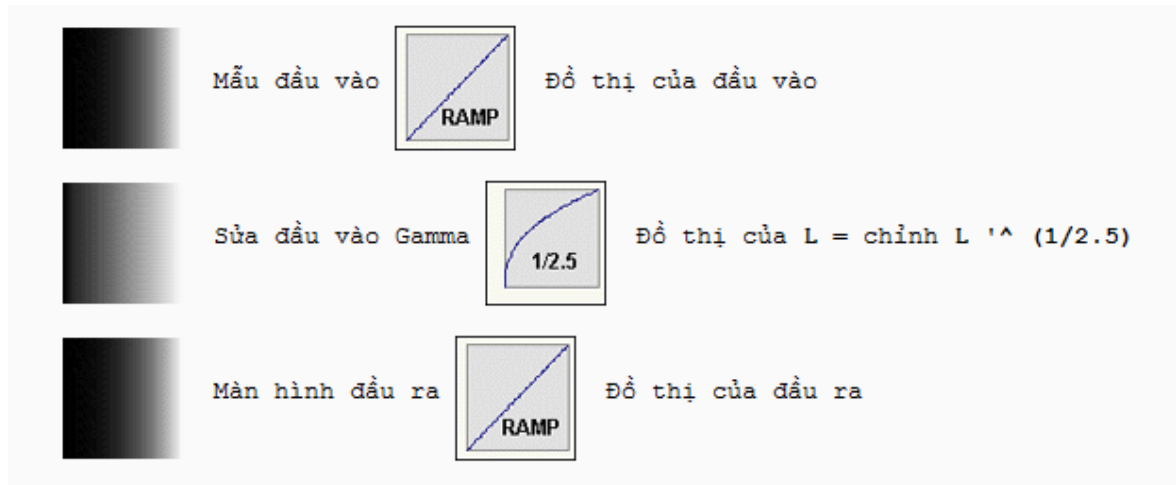 Mẫu đầu vào RAMP Đồ thị của đầu vào
Sửa đầu vào Gamma 1/2.5 Đồ thị của L = chỉnh L '^ (1/2.5)
Màn hình đầu ra RAMP Đồ thị của đầu ra